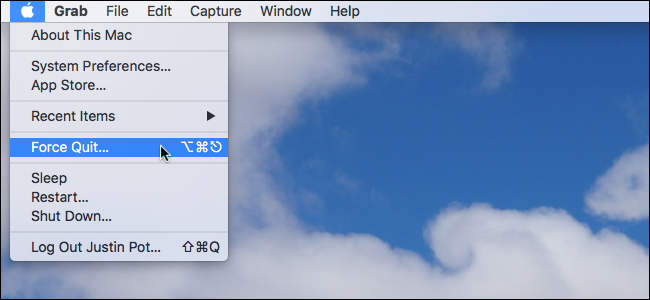 Grab File Edit Capture Window Help
About This Mac
System Preferences...
App Store...
Recent Items ▶
Force Quit... ⌥⌘⎋
Sleep
Restart...
Shut Down...
Log Out Justin Pot... ⇧⌘Q